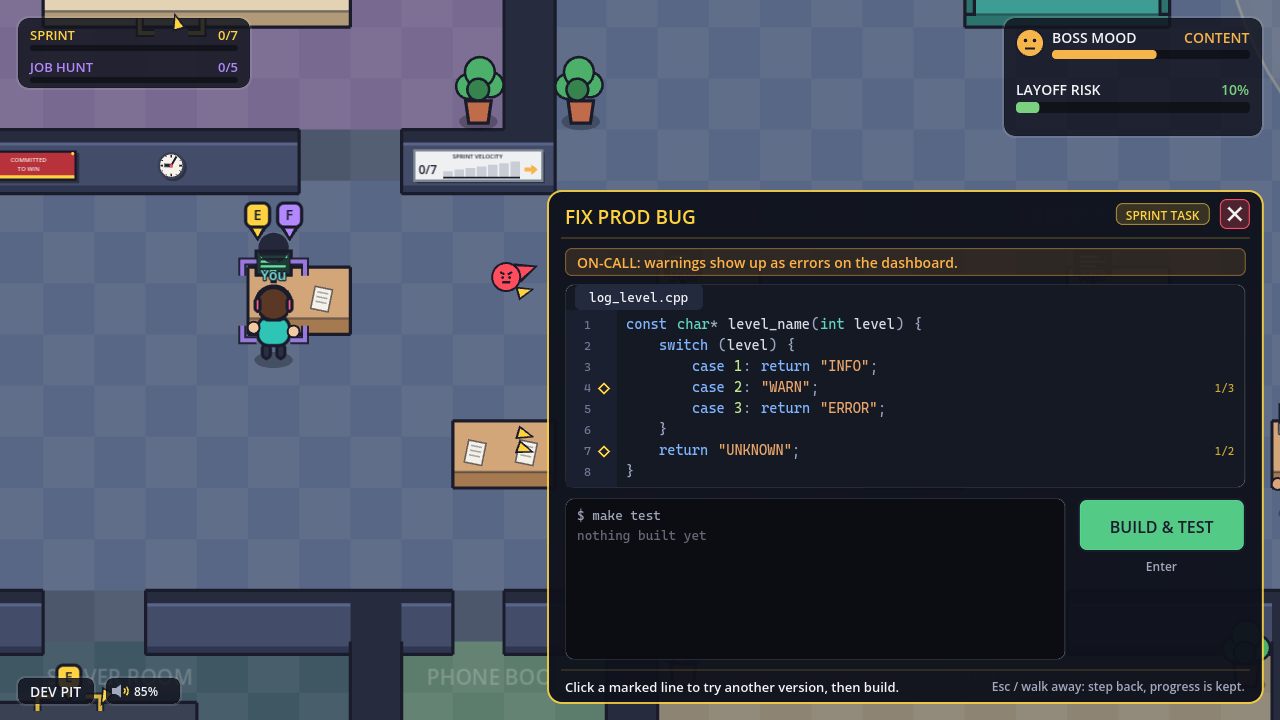 SPRINT 0/7
JOB HUNT 0/5
BOSS MOOD CONTENT
LAYOFF RISK 10%
COMMITTED
TO WIN
SPRINT VELOCITY
0/7
E F
You
FIX PROD BUG
SPRINT TASK
ON-CALL: warnings show up as errors on the dashboard.
log_level.cpp
1 const char* level_name(int level) {
2 switch (level) {
3 case 1: return "INFO";
4 case 2: "WARN"; 1/3
5 case 3: return "ERROR";
6 }
7 return "UNKNOWN"; 1/2
8 }
$ make test
nothing built yet
BUILD & TEST
Enter
Click a marked line to try another version, then build.
Esc / walk away: step back, progress is kept.
E
DEV PIT
85%